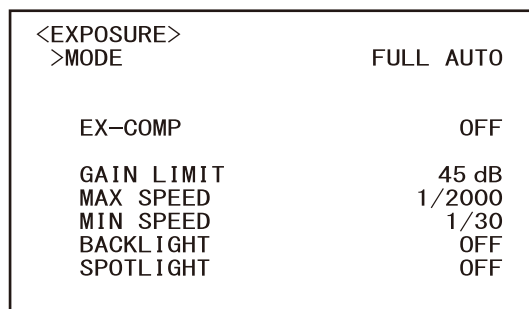 <EXPOSURE>
>MODE FULL AUTO
EX-COMP OFF
GAIN LIMIT 45 dB
MAX SPEED 1/2000
MIN SPEED 1/30
BACKLIGHT OFF
SPOTLIGHT OFF